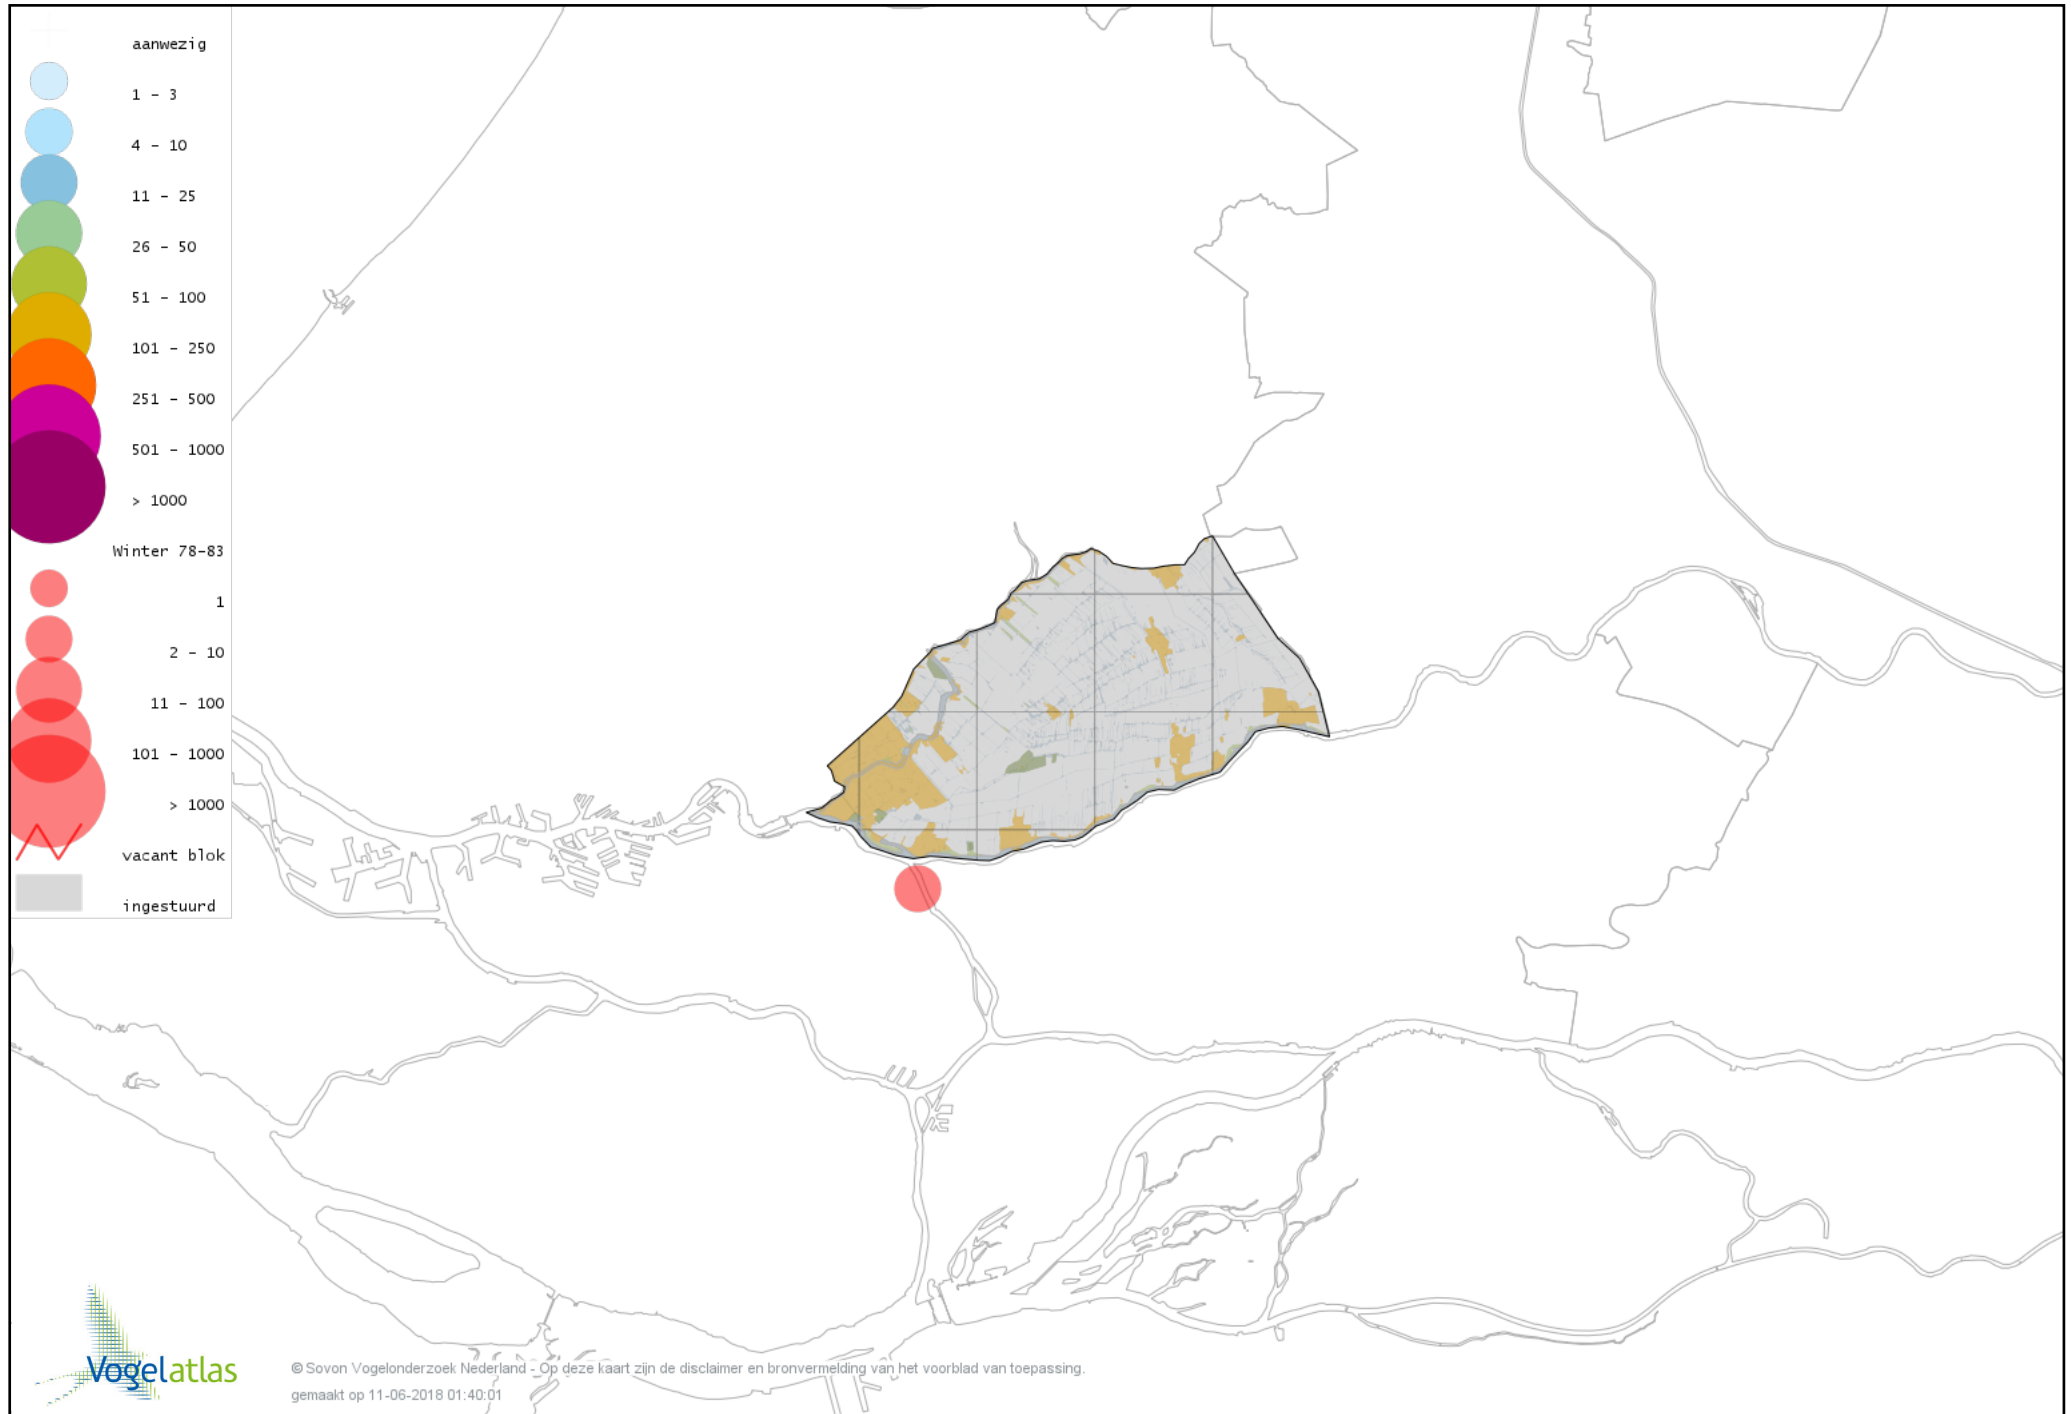 aanwezig
1 - 3
4 - 10
11 - 25
26 - 50
51 - 100
101 - 250
251 - 500
501 - 1000
> 1000
Winter 78-83
1
2 - 10
11 - 100
101 - 1000
> 1000
vacant blok
ingestuurd
Vogelatlas
© Sovon Vogelonderzoek Nederland - Op deze kaart zijn de disclaimer en bronvermelding van het voorblad van toepassing.
gemaakt op 11-06-2018 01:40:01